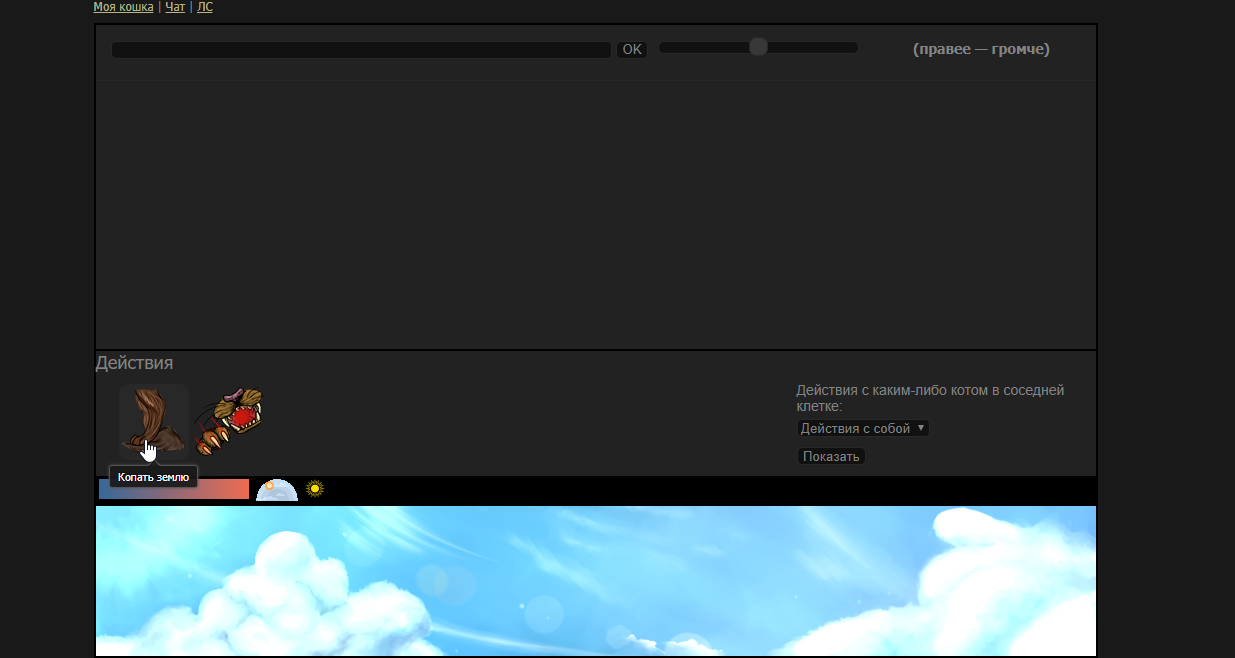 Моя кошка | Чат | ЛС
OK
(правее — громче)
Действия
Действия с каким-либо котом в соседней
клетке:
Действия с собой
Показать
Копать землю